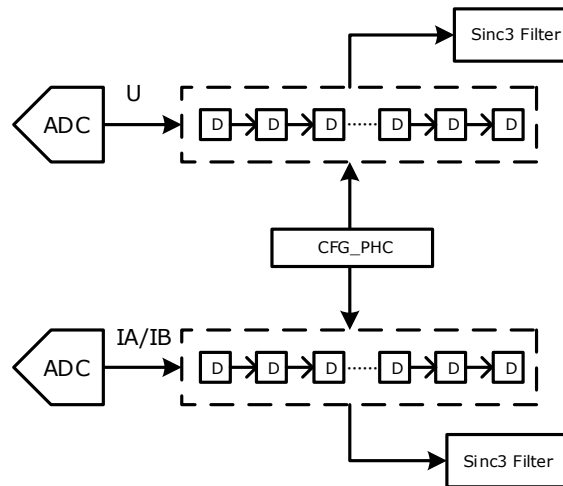 Sinc3 Filter
U
ADC
D D D D D D
CFG_PHC
IA/IB
ADC
D D D D D D
Sinc3 Filter